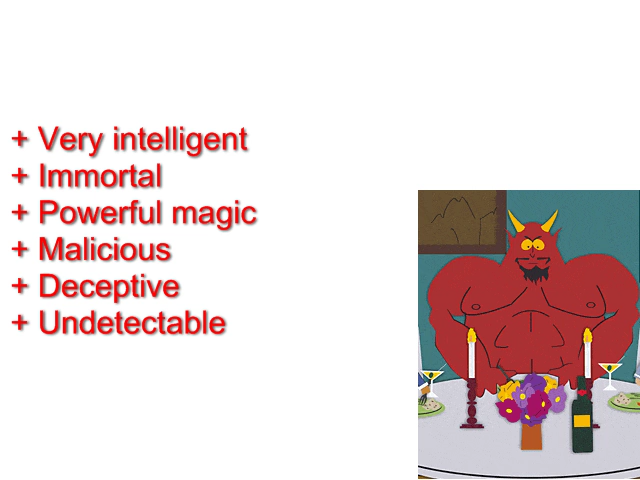 + Very intelligent
+ Immortal
+ Powerful magic
+ Malicious
+ Deceptive
+ Undetectable